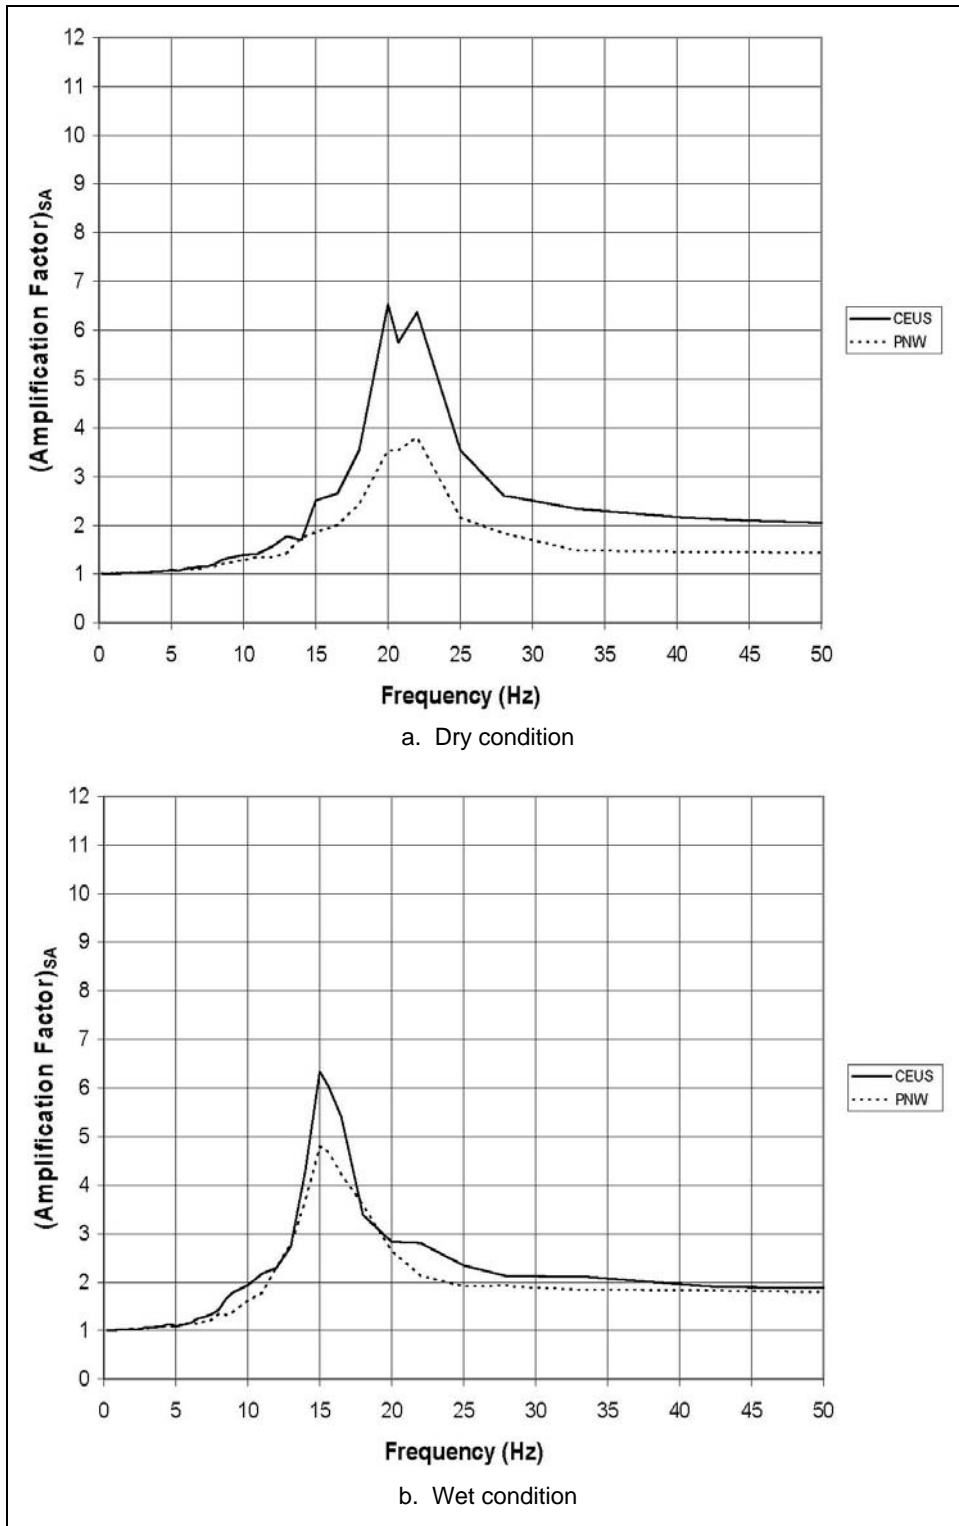 12
11
10
9
8
7
6
5
4
3
2
1
0
(Amplification Factor)SA
0 5 10 15 20 25 30 35 40 45 50
Frequency (Hz)
CEUS
PNW
a. Dry condition
12
11
10
9
8
7
6
5
4
3
2
1
0
(Amplification Factor)SA
0 5 10 15 20 25 30 35 40 45 50
Frequency (Hz)
CEUS
PNW
b. Wet condition